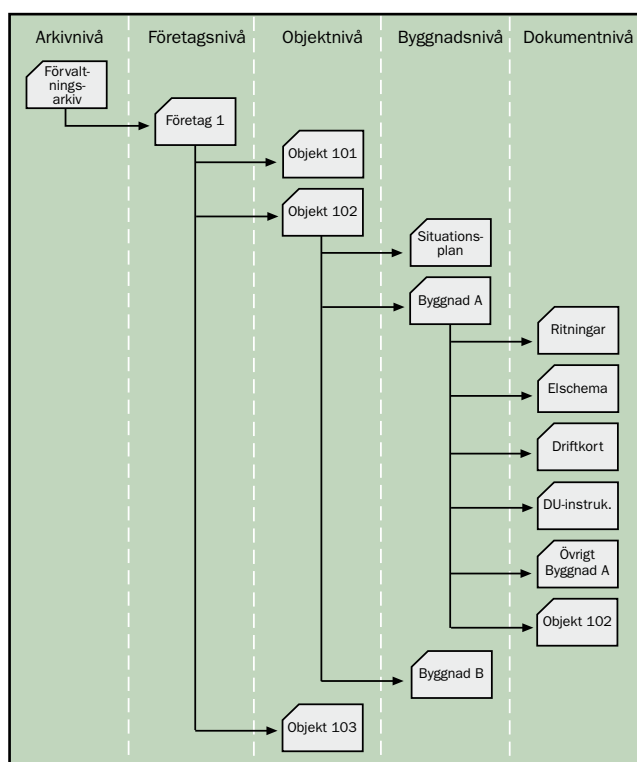 Arkivnivå Företagsnivå Objektnivå Byggnadsnivå Dokumentnivå
Förvalt-
nings-
arkiv
Företag 1
Objekt 101
Objekt 102
Situations-
plan
Byggnad A
Ritningar
Elschema
Driftkort
DU-instruk.
Övrigt
Byggnad A
Objekt 102
Byggnad B
Objekt 103